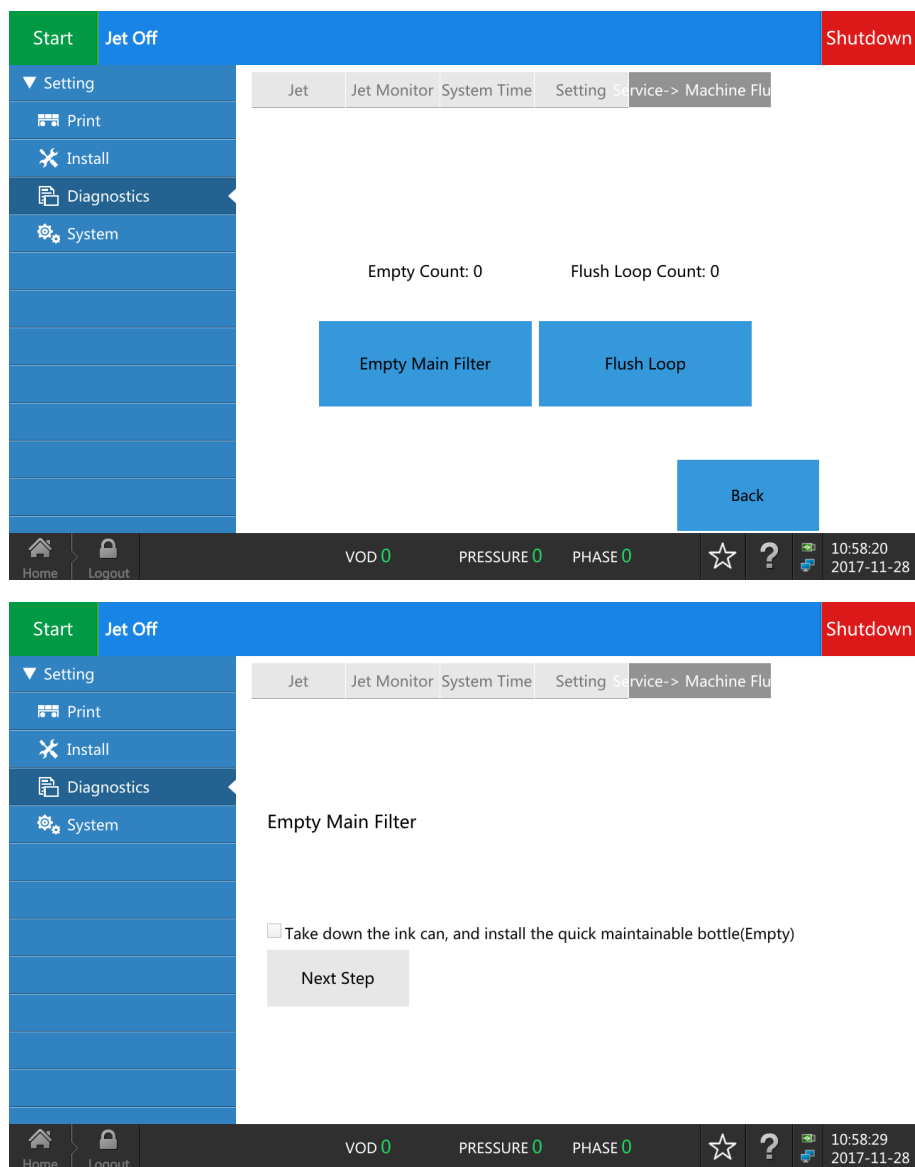 Start Jet Off Shutdown
Setting
Jet Jet Monitor System Time Setting Service-> Machine Flu
Print
Install
Diagnostics
System
Empty Count: 0 Flush Loop Count: 0
Empty Main Filter Flush Loop
Back
Home Logout VOD 0 PRESSURE 0 PHASE 0 ? 10:58:20
2017-11-28
Start Jet Off Shutdown
Setting
Jet Jet Monitor System Time Setting Service-> Machine Flu
Print
Install
Diagnostics
System
Empty Main Filter
Take down the ink can, and install the quick maintainable bottle(Empty)
Next Step
Home Logout VOD 0 PRESSURE 0 PHASE 0 ? 10:58:29
2017-11-28